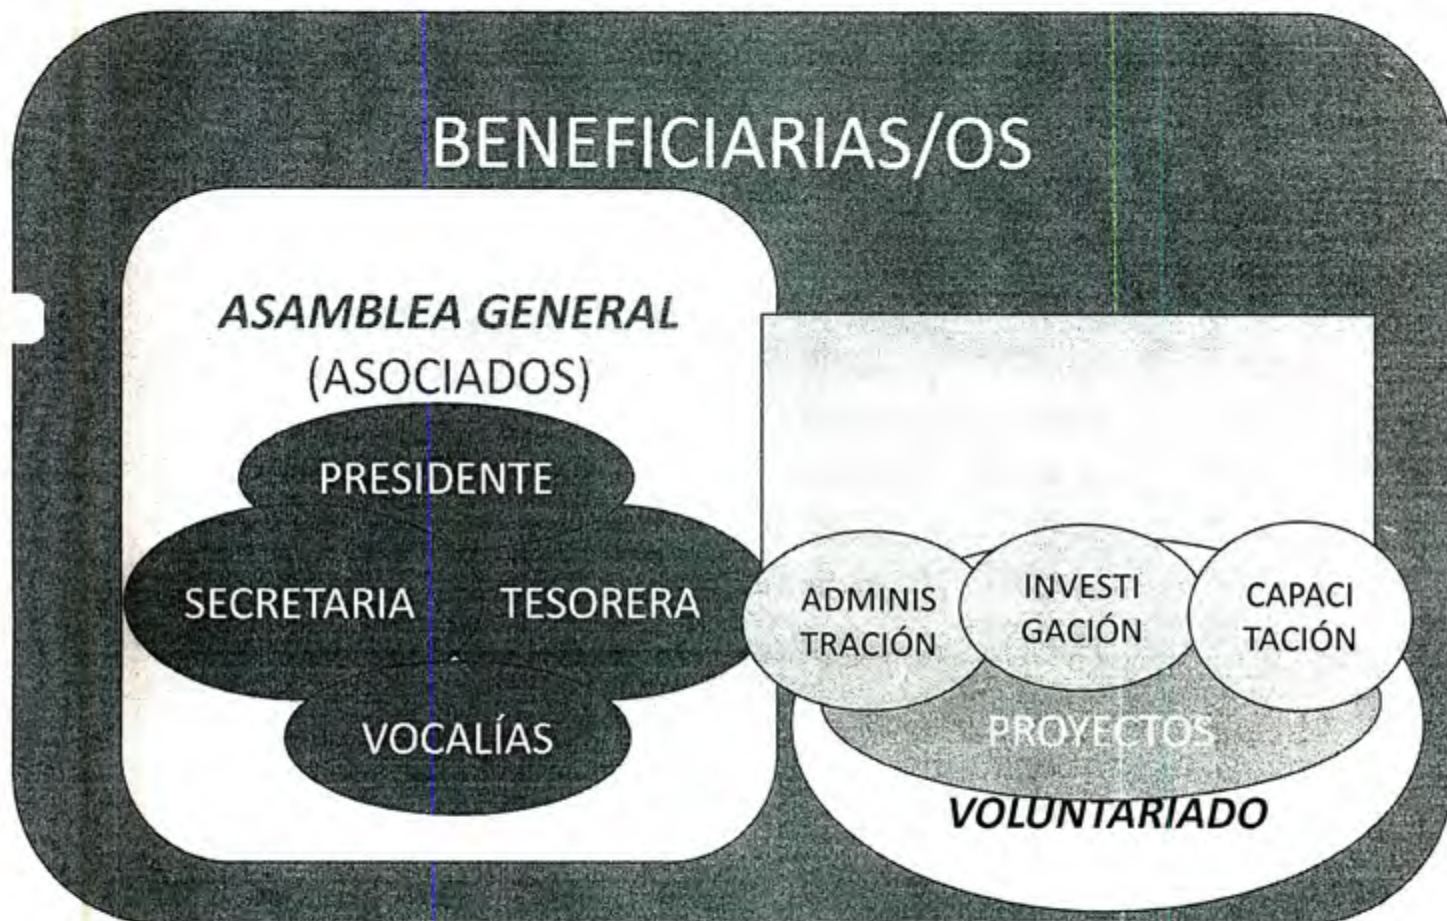 BENEFICIARIAS/OS
ASAMBLEA GENERAL
(ASOCIADOS)
PRESIDENTE
SECRETARIA
TESORERA
VOCALÍAS
ADMINIS
TRACIÓN
INVESTI
GACIÓN
CAPACI
TACIÓN
PROYECTOS
VOLUNTARIADO